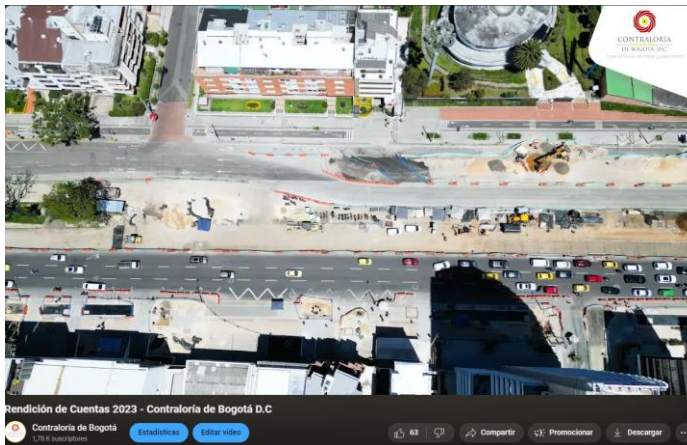 CONTRALORÍA
DE BOGOTÁ, D.C.
Rendición de Cuentas 2023 - Contraloría de Bogotá D.C
Contraloría de Bogotá
1,78 K suscriptores
Estadísticas
Editar vídeo
63
Compartir
Promocionar
Descargar
...